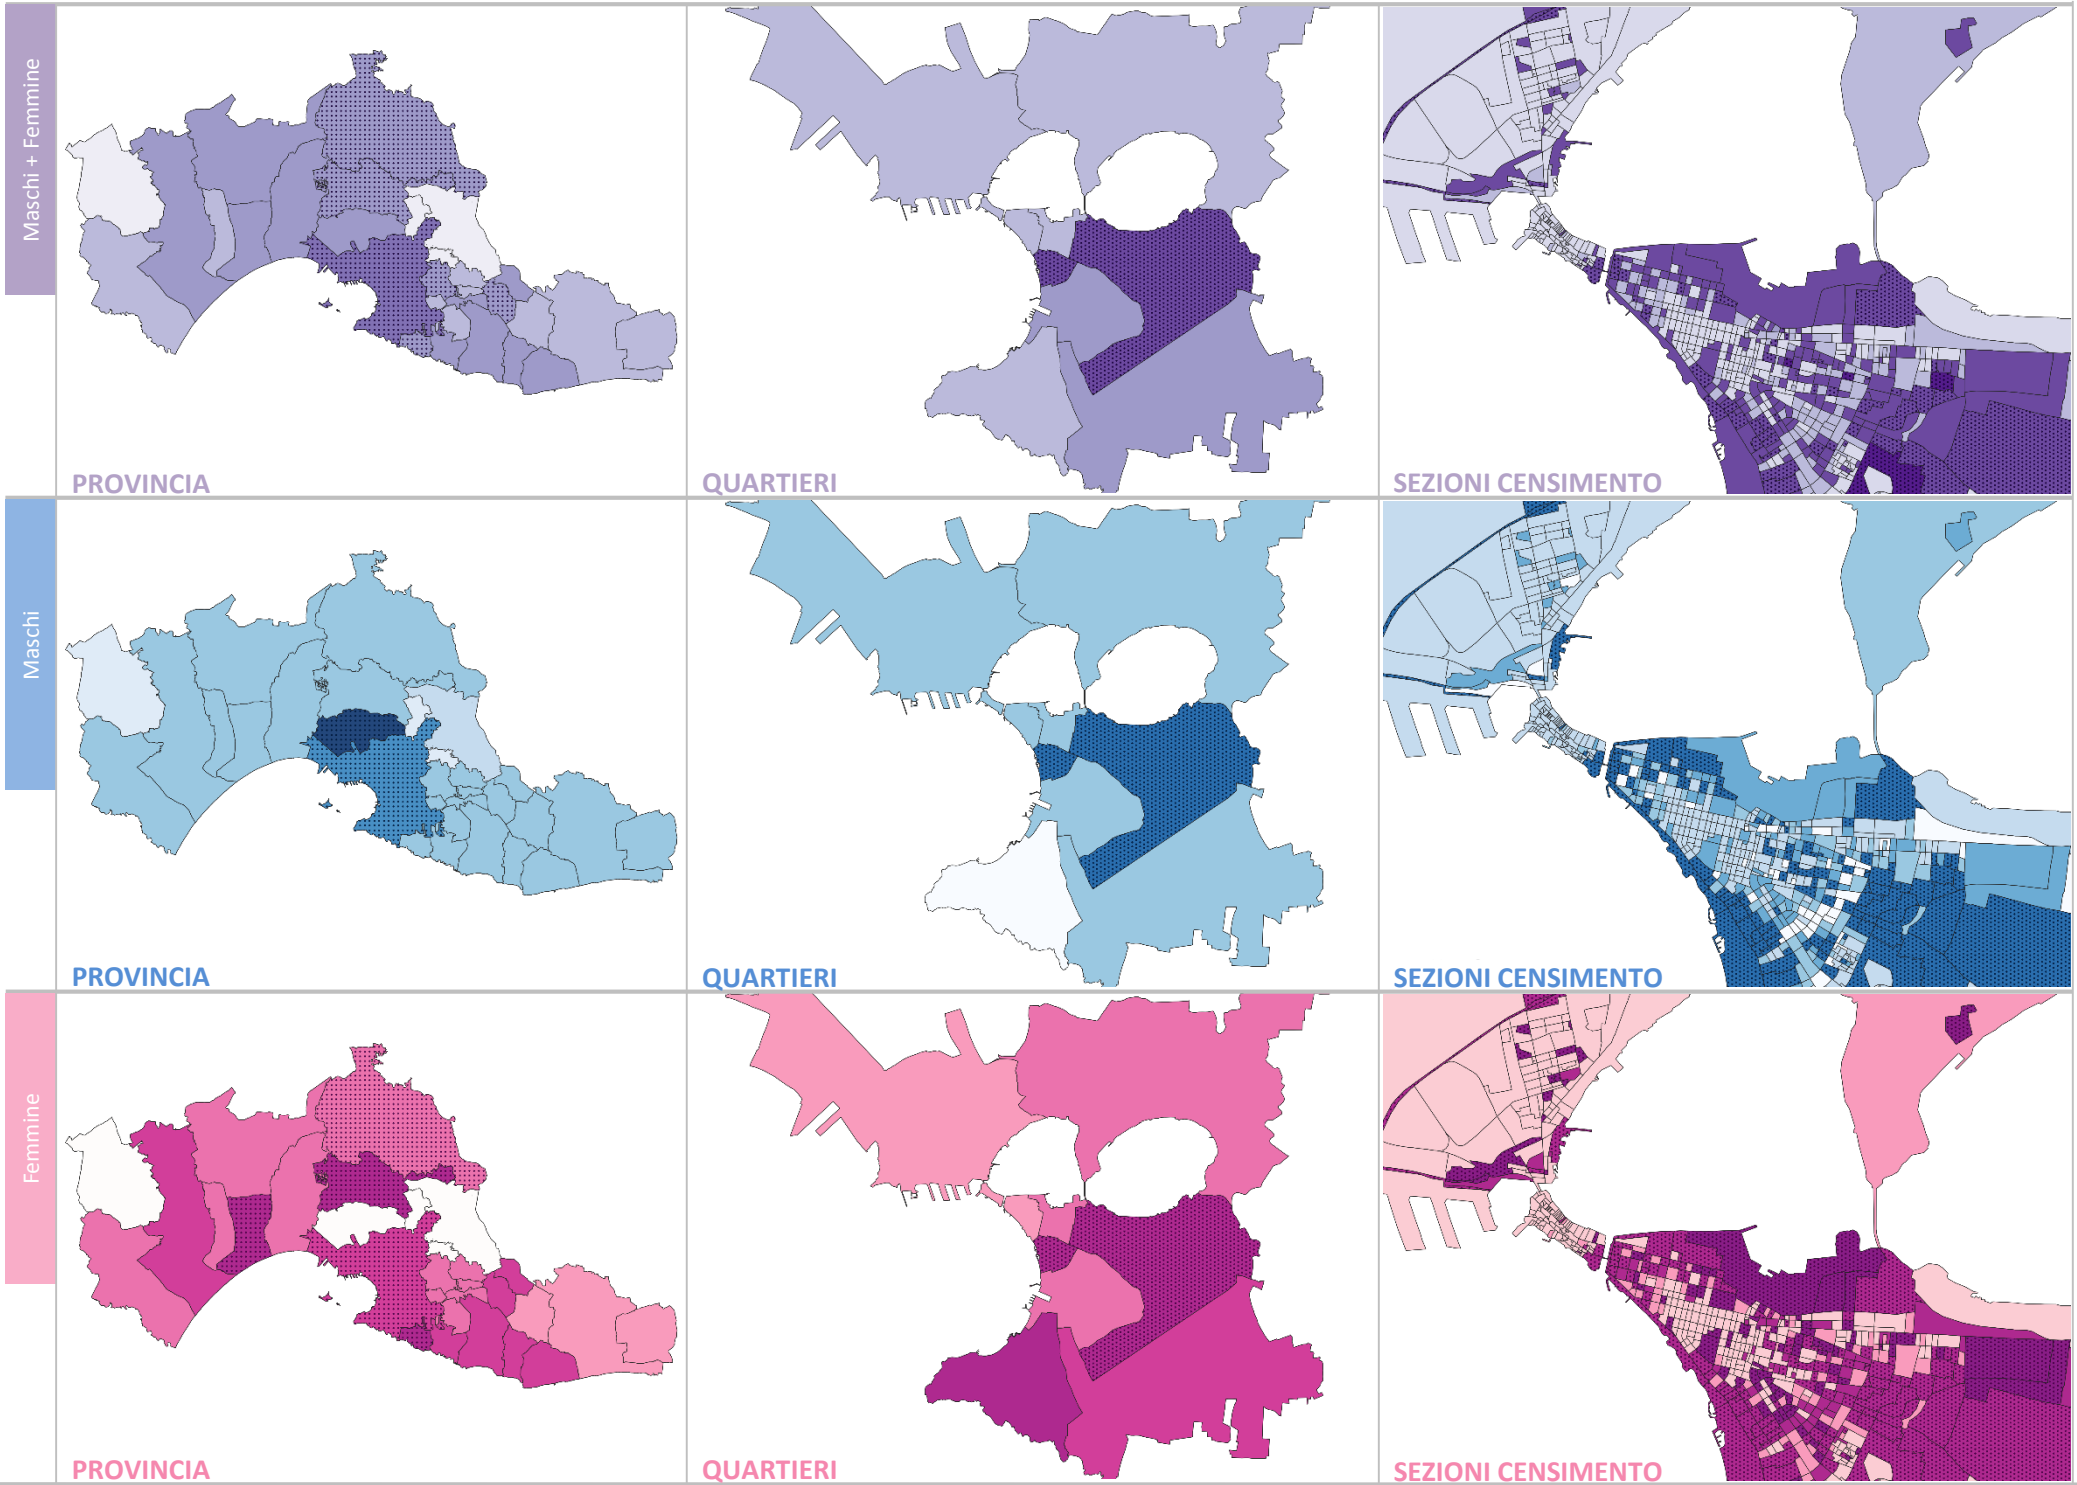 Maschi + Femmine
PROVINCIA
QUARTIERI
SEZIONI CENSIMENTO
Maschi
PROVINCIA
QUARTIERI
SEZIONI CENSIMENTO
Femmine
PROVINCIA
QUARTIERI
SEZIONI CENSIMENTO